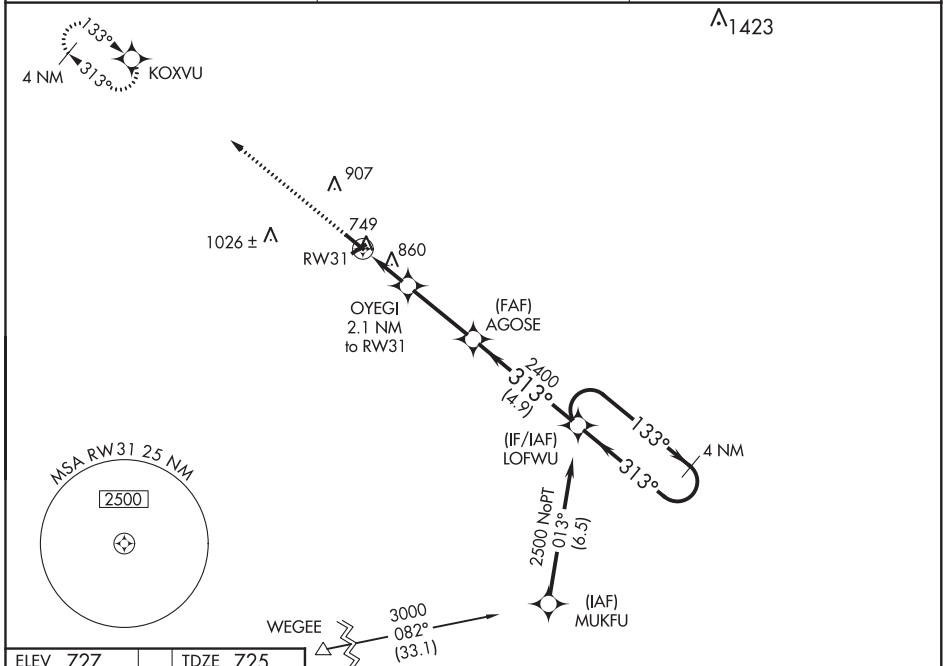 1423
133°
313°
4 NM
KOXVU
907
749
1026 ±
860
RW31
OYEGI
2.1 NM
to RW31
(FAF)
AGOSE
2400
313°
(4.9)
(IF/IAF)
LOFWU
133°
313°
4 NM
MSA RW31 25 NM
2500
2500 NoPT
013°
(6.5)
(IAF)
MUKFU
WEGEE
3000
082°
(33.1)
ELEV 727
TDZE 725